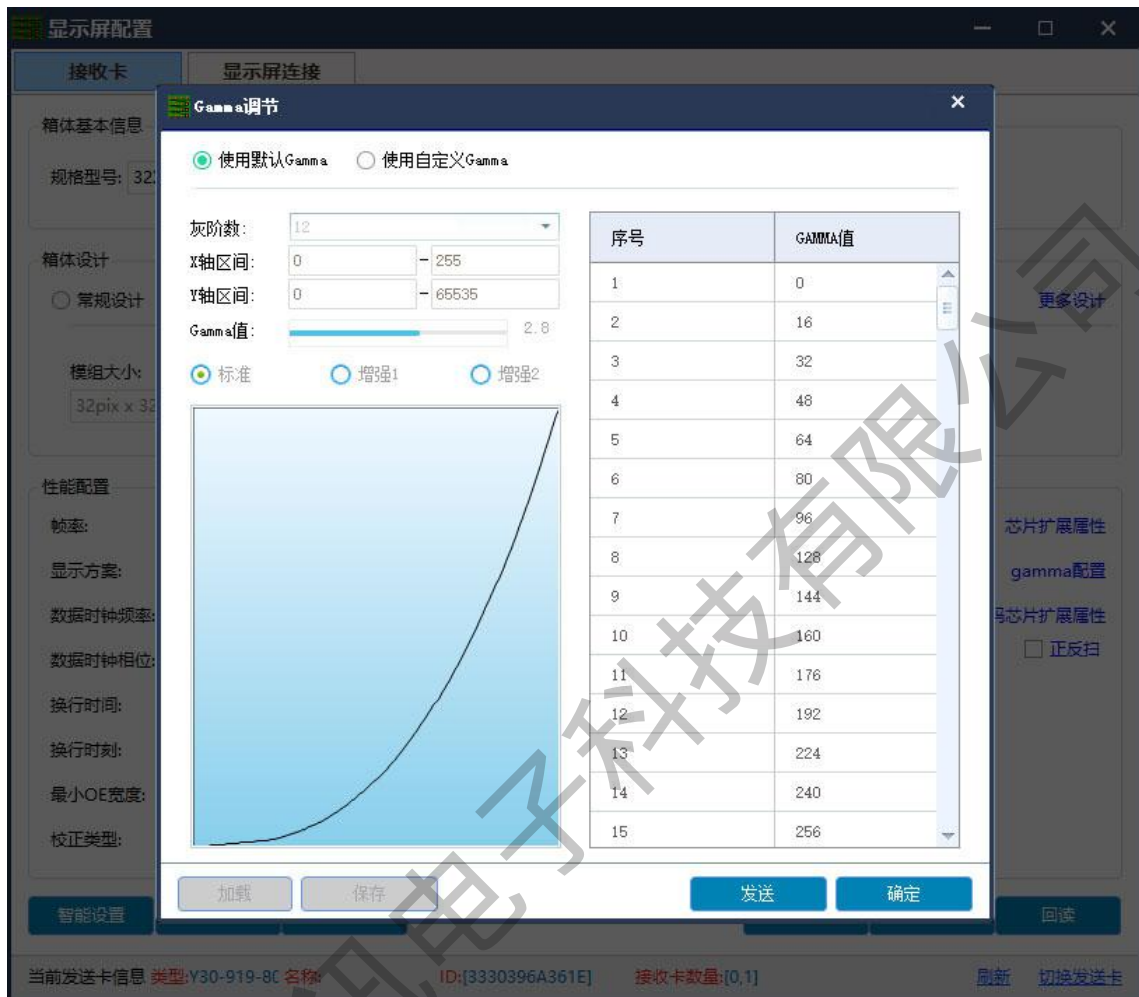 显示屏配置
接收卡 显示屏连接
Gamma调节
箱体基本信息
使用默认Gamma 使用自定义Gamma
规格型号: 32
灰阶数: 12
X轴区间: 0 - 255
Y轴区间: 0 - 65535
Gamma值: 2.8
标准 增强1 增强2
序号 GAMMA值
1 0
2 16
3 32
4 48
5 64
6 80
7 96
8 128
9 144
10 160
11 176
12 192
13 224
14 240
15 256
箱体设计
常规设计 更多设计
模组大小:
32pix x 32
性能配置
帧率: 芯片扩展属性
显示方案: gamma配置
数据时钟频率: 码芯片扩展属性
数据时钟相位: 正反扫
换行时间:
换行时刻:
最小OE宽度:
校正类型:
加载 保存 发送 确定
智能设置 回读
当前发送卡信息 类型:Y30-919-8 名称: ID:[3330396A361E] 接收卡数量:[0,1] 刷新 切换发送卡
讯电子科技有限公司